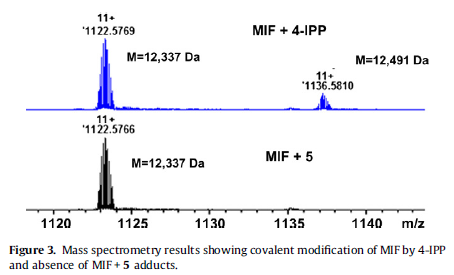 11+
'1122.5769
MIF + 4-IPP
M=12,337 Da
M=12,491 Da
11+
'1136.5810
11+
'1122.5766
M=12,337 Da
MIF + 5
1120 1125 1130 1135 1140 m/z
Figure 3. Mass spectrometry results showing covalent modification of MIF by 4-IPP
and absence of MIF + 5 adducts.